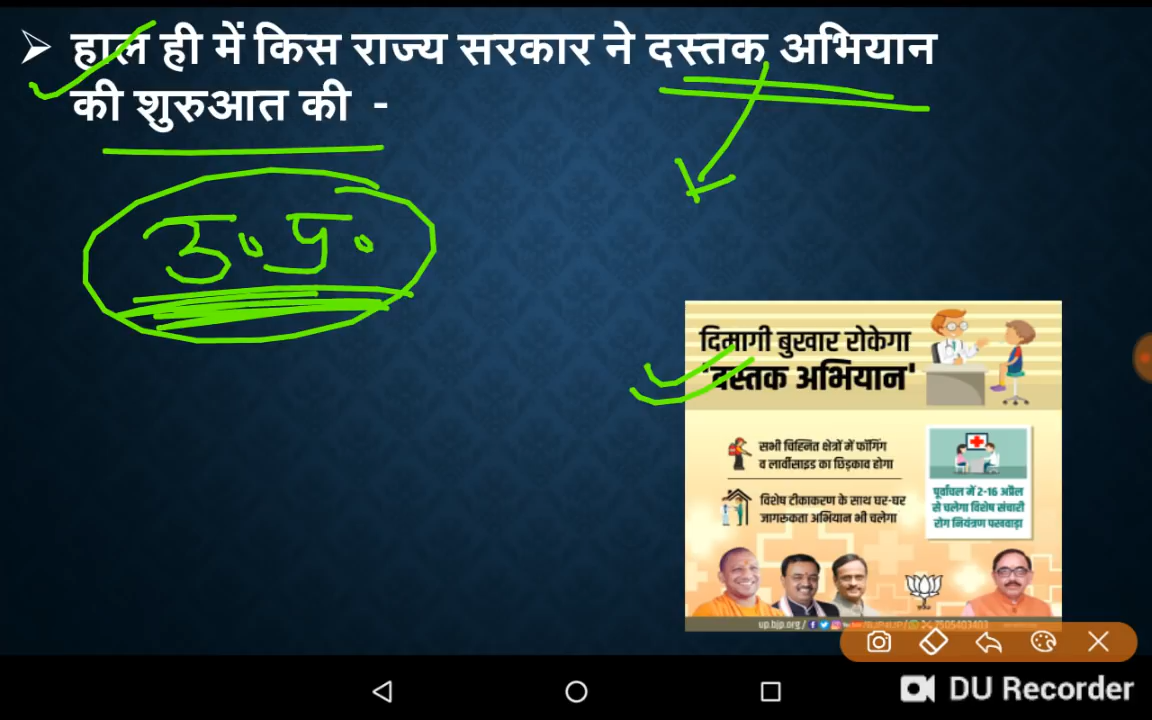 ➤ हाल ही में किस राज्य सरकार ने दस्तक अभियान
की शुरुआत की -
उ॰ प्र॰
दिमागी बुखार रोकेगा
'दस्तक अभियान'
सभी चिह्नित क्षेत्रों में फॉगिंग
व लार्वीसाइड का छिड़काव होगा
विशेष टीकाकरण के साथ घर-घर
जागरुकता अभियान भी चलेगा
पूर्वांचल में 2-16 अप्रैल
से चलेगा विशेष संचारी
रोग नियंत्रण पखवाड़ा
up.bjp.org/
DU Recorder